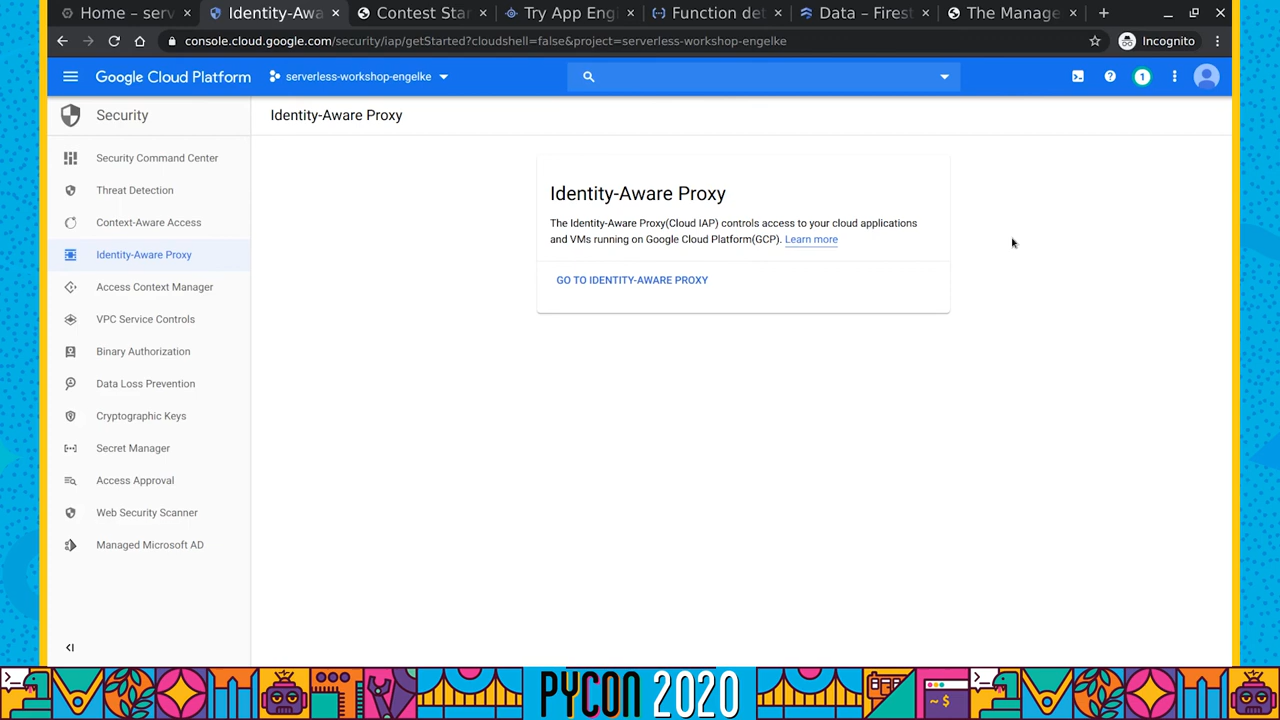 Home – serv
Identity-Awa
Contest Sta
Try App Eng
Function det
Data – Firest
The Manage
console.cloud.google.com/security/iap/getStarted?cloudshell=false&project=serverless-workshop-engelke
Incognito
Google Cloud Platform
serverless-workshop-engelke
1
Security
Identity-Aware Proxy
Security Command Center
Threat Detection
Context-Aware Access
Identity-Aware Proxy
Access Context Manager
VPC Service Controls
Binary Authorization
Data Loss Prevention
Cryptographic Keys
Secret Manager
Access Approval
Web Security Scanner
Managed Microsoft AD
Identity-Aware Proxy
The Identity-Aware Proxy(Cloud IAP) controls access to your cloud applications
and VMs running on Google Cloud Platform(GCP). Learn more
GO TO IDENTITY-AWARE PROXY
PYCON 2020
~$